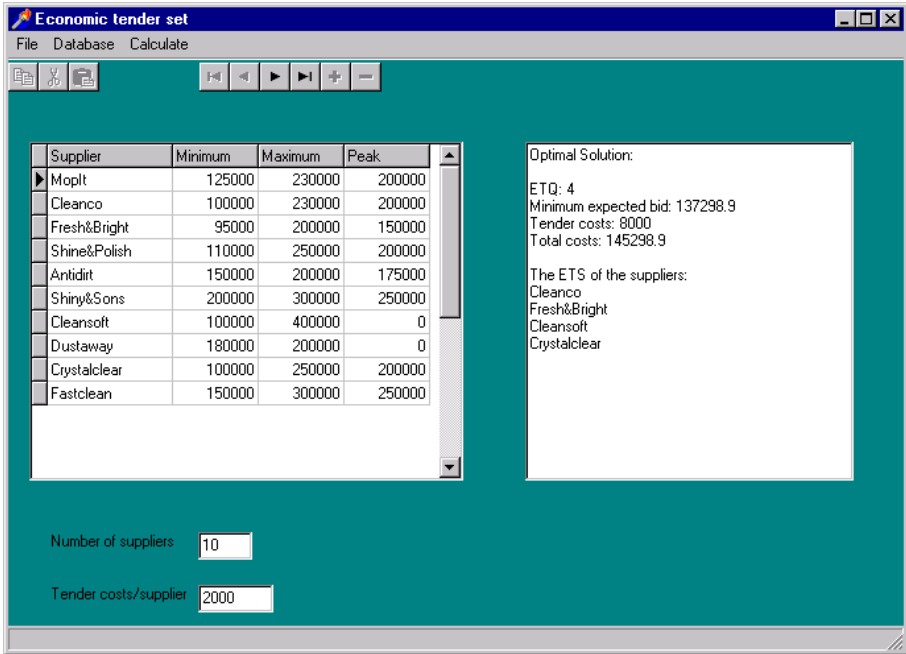 Economic tender set
File Database Calculate
Supplier Minimum Maximum Peak
MopIt 125000 230000 200000
Cleanco 100000 230000 200000
Fresh&Bright 95000 200000 150000
Shine&Polish 110000 250000 200000
Antidirt 150000 200000 175000
Shiny&Sons 200000 300000 250000
Cleansoft 100000 400000 0
Dustaway 180000 200000 0
Crystalclear 100000 250000 200000
Fastclean 150000 300000 250000
Optimal Solution:
ETQ: 4
Minimum expected bid: 137298.9
Tender costs: 8000
Total costs: 145298.9
The ETS of the suppliers:
Cleanco
Fresh&Bright
Cleansoft
Crystalclear
Number of suppliers 10
Tender costs/supplier 2000